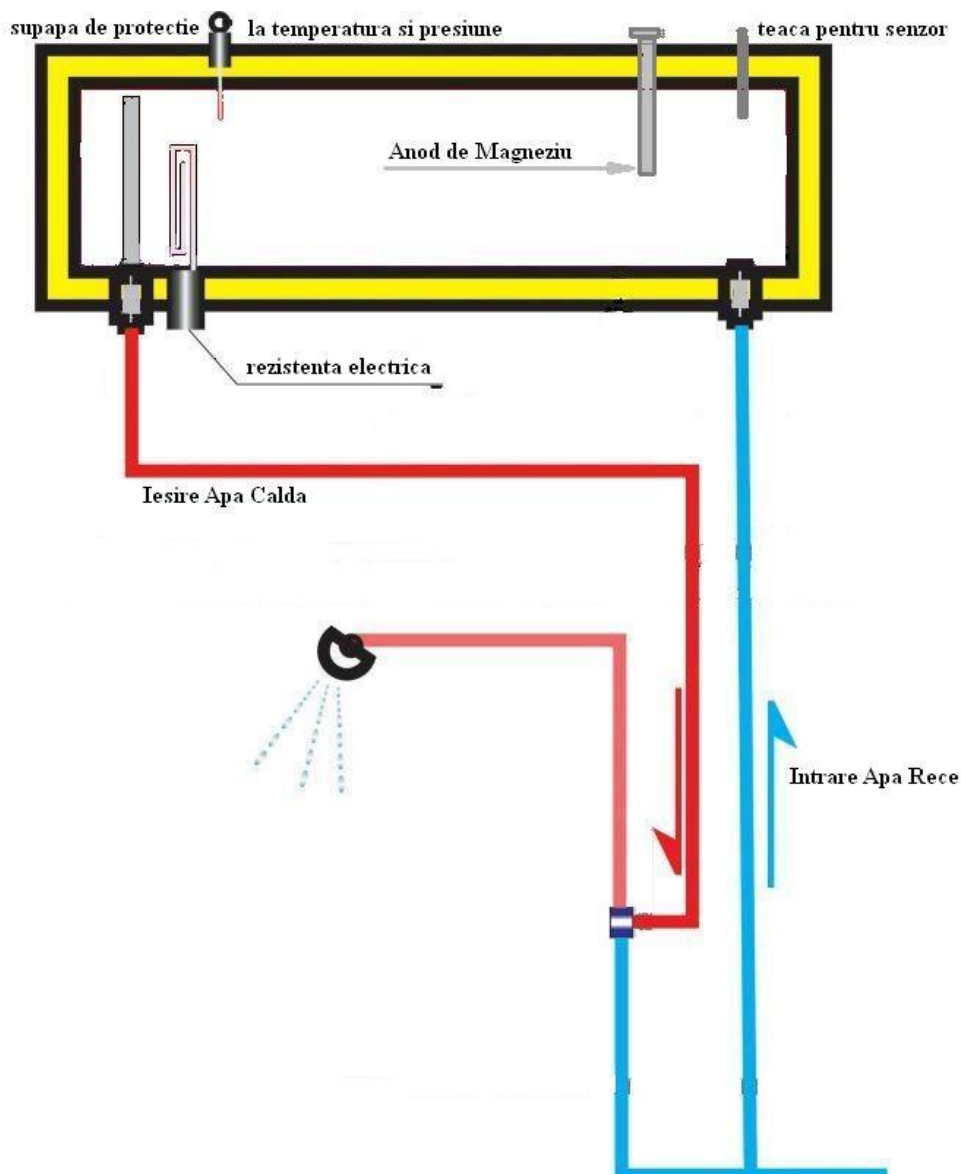 supapa de protectie la temperatura si presiune teaca pentru senzor
Anod de Magneziu
rezistenta electrica
Iesire Apa Calda
Intrare Apa Rece